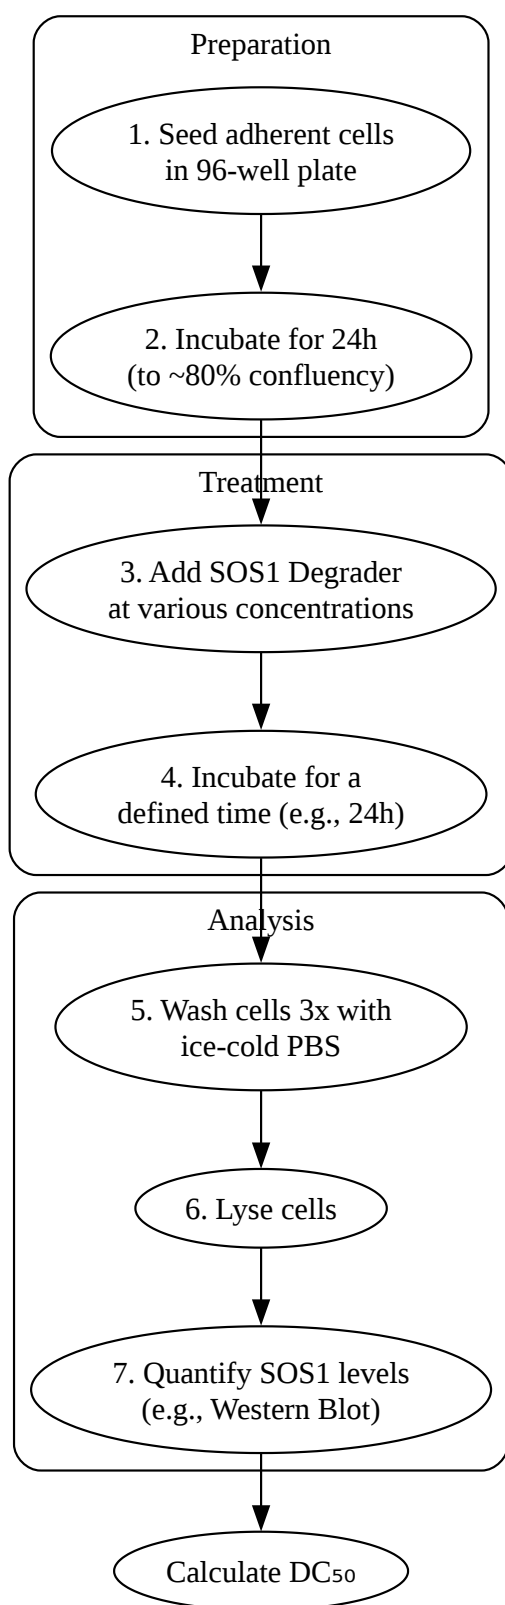 Preparation
1. Seed adherent cells
in 96-well plate
2. Incubate for 24h
(to ~80% confluency)
Treatment
3. Add SOS1 Degrader
at various concentrations
4. Incubate for a
defined time (e.g., 24h)
Analysis
5. Wash cells 3x with
ice-cold PBS
6. Lyse cells
7. Quantify SOS1 levels
(e.g., Western Blot)
Calculate DC₅₀